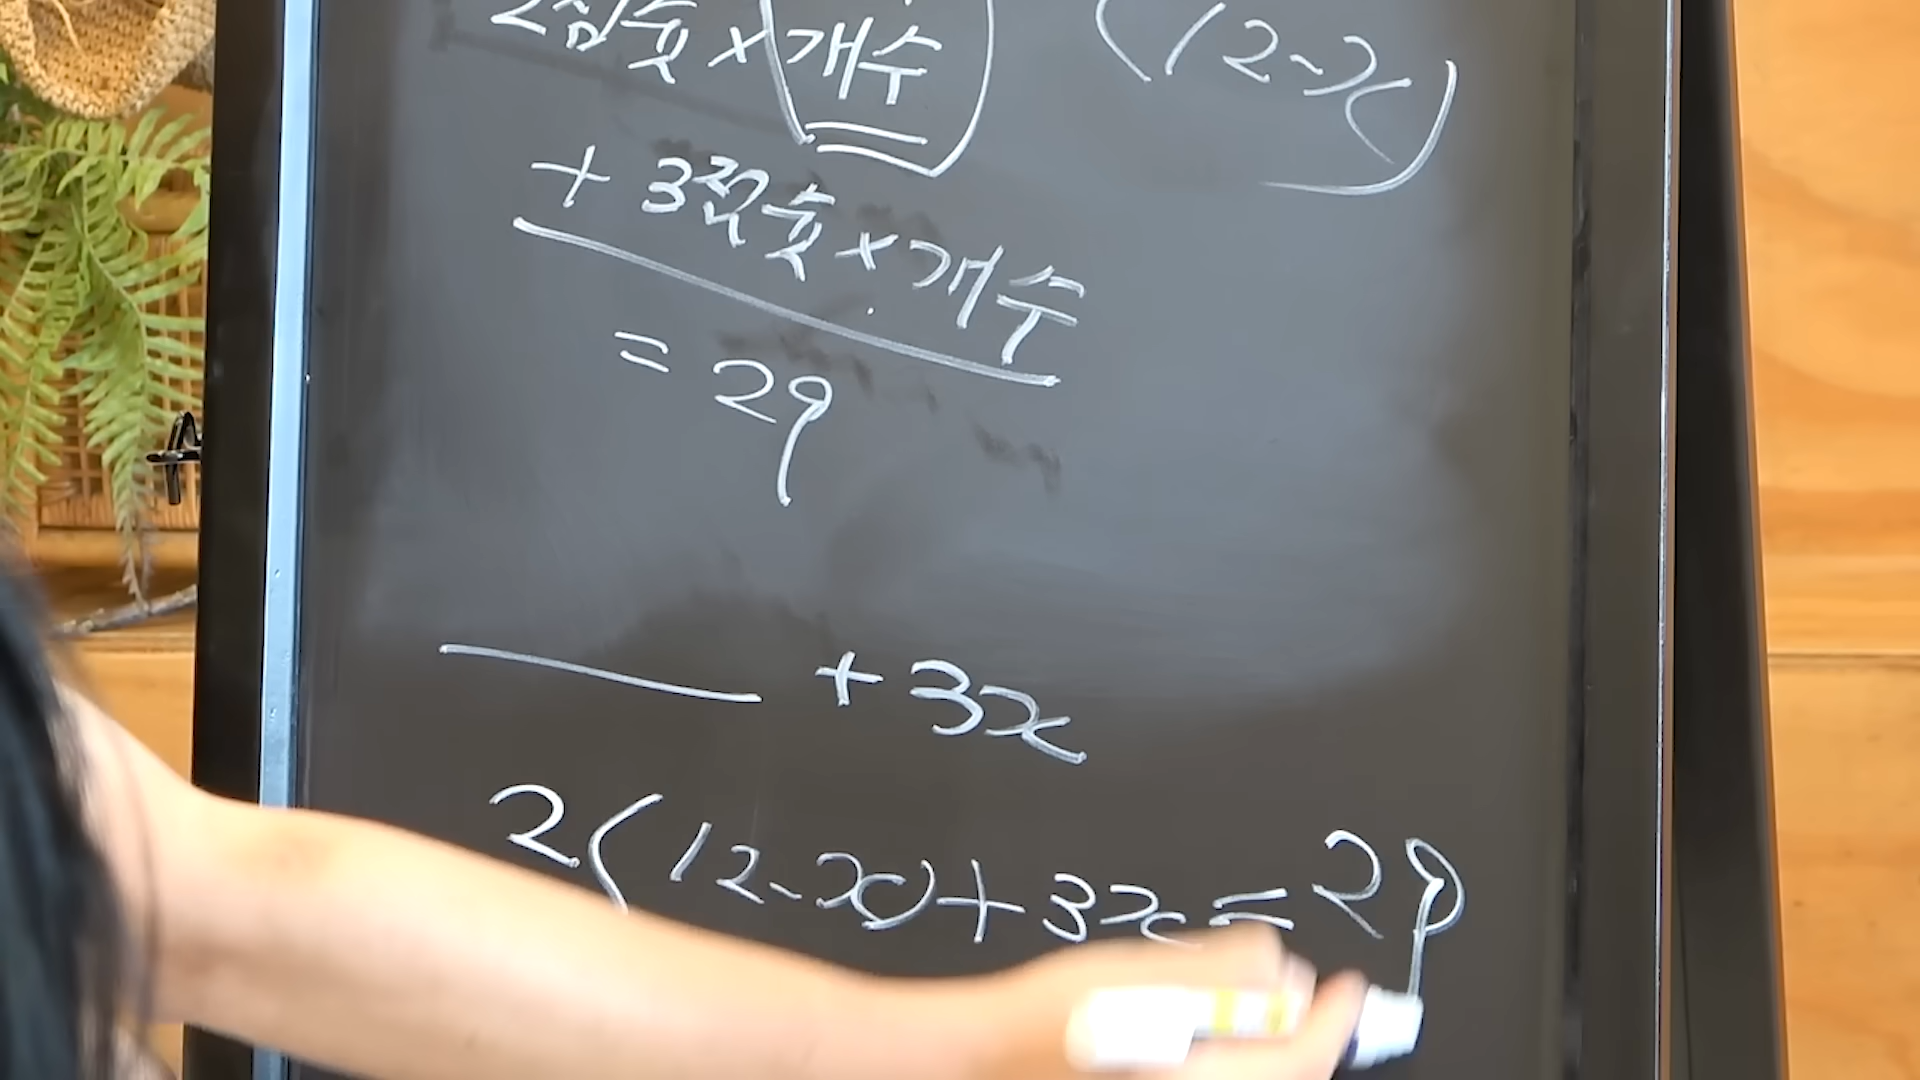 2점슛×(개수) (12-x)
+ 3점슛×개수
= 29
+3x
2(12-x)+3x=29